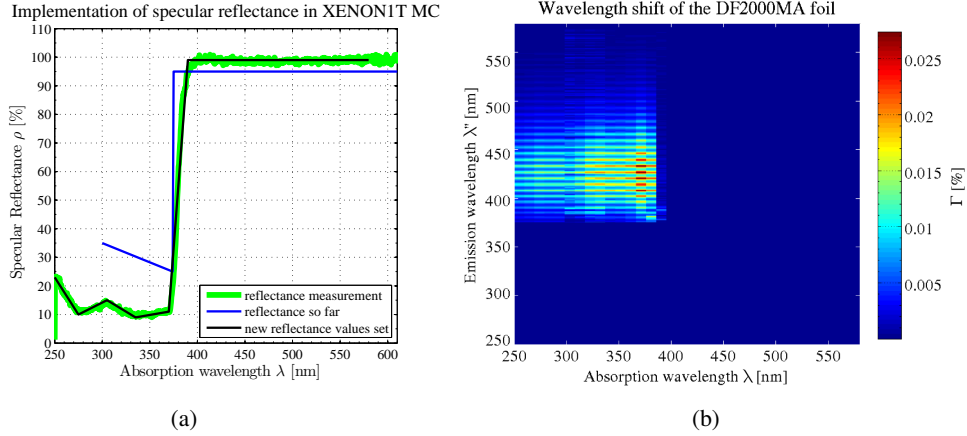 Implementation of specular reflectance in XENON1T MC
110
100
90
80
70
60
50
40
30
20
10
0
Specular Reflectance ρ [%]
reflectance measurement
reflectance so far
new reflectance values set
250 300 350 400 450 500 550 600
Absorption wavelength λ [nm]
(a)
Wavelength shift of the DF2000MA foil
550
500
450
400
350
300
250
Emission wavelength λ' [nm]
250 300 350 400 450 500 550
Absorption wavelength λ [nm]
0.025
0.02
0.015
0.01
0.005
Γ [%]
(b)